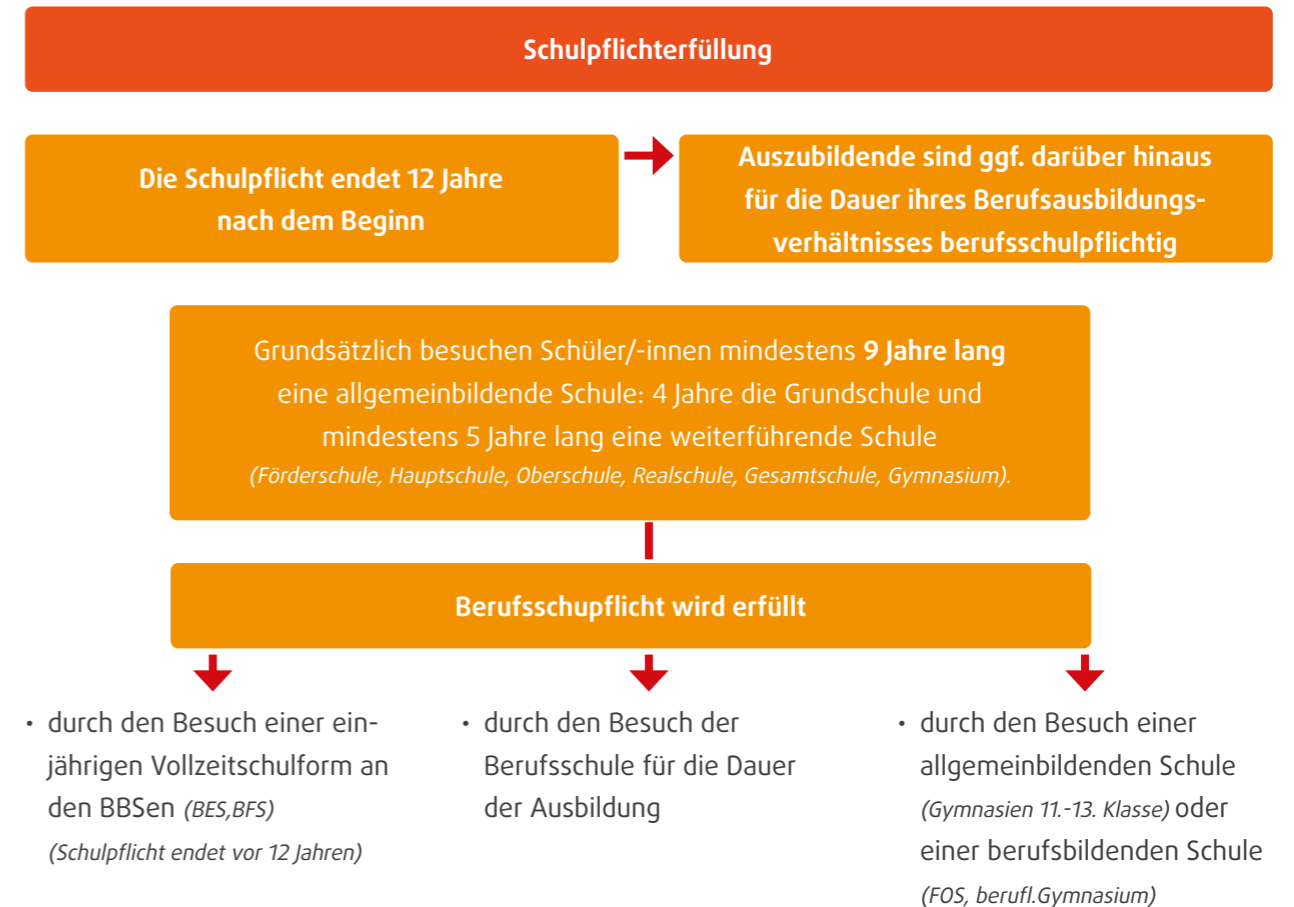 Schulpflichterfüllung
Die Schulpflicht endet 12 Jahre
nach dem Beginn
Auszubildende sind ggf. darüber hinaus
für die Dauer ihres Berufsausbildungs-
verhältnisses berufsschulpflichtig
Grundsätzlich besuchen Schüler/-innen mindestens 9 Jahre lang
eine allgemeinbildende Schule: 4 Jahre die Grundschule und
mindestens 5 Jahre lang eine weiterführende Schule
(Förderschule, Hauptschule, Oberschule, Realschule, Gesamtschule, Gymnasium).
Berufsschupflicht wird erfüllt
• durch den Besuch einer ein-
jährigen Vollzeitschulform an
den BBSen (BES,BFS)
(Schulpflicht endet vor 12 Jahren)
• durch den Besuch der
Berufsschule für die Dauer
der Ausbildung
• durch den Besuch einer
allgemeinbildenden Schule
(Gymnasien 11.-13. Klasse) oder
einer berufsbildenden Schule
(FOS, berufl.Gymnasium)